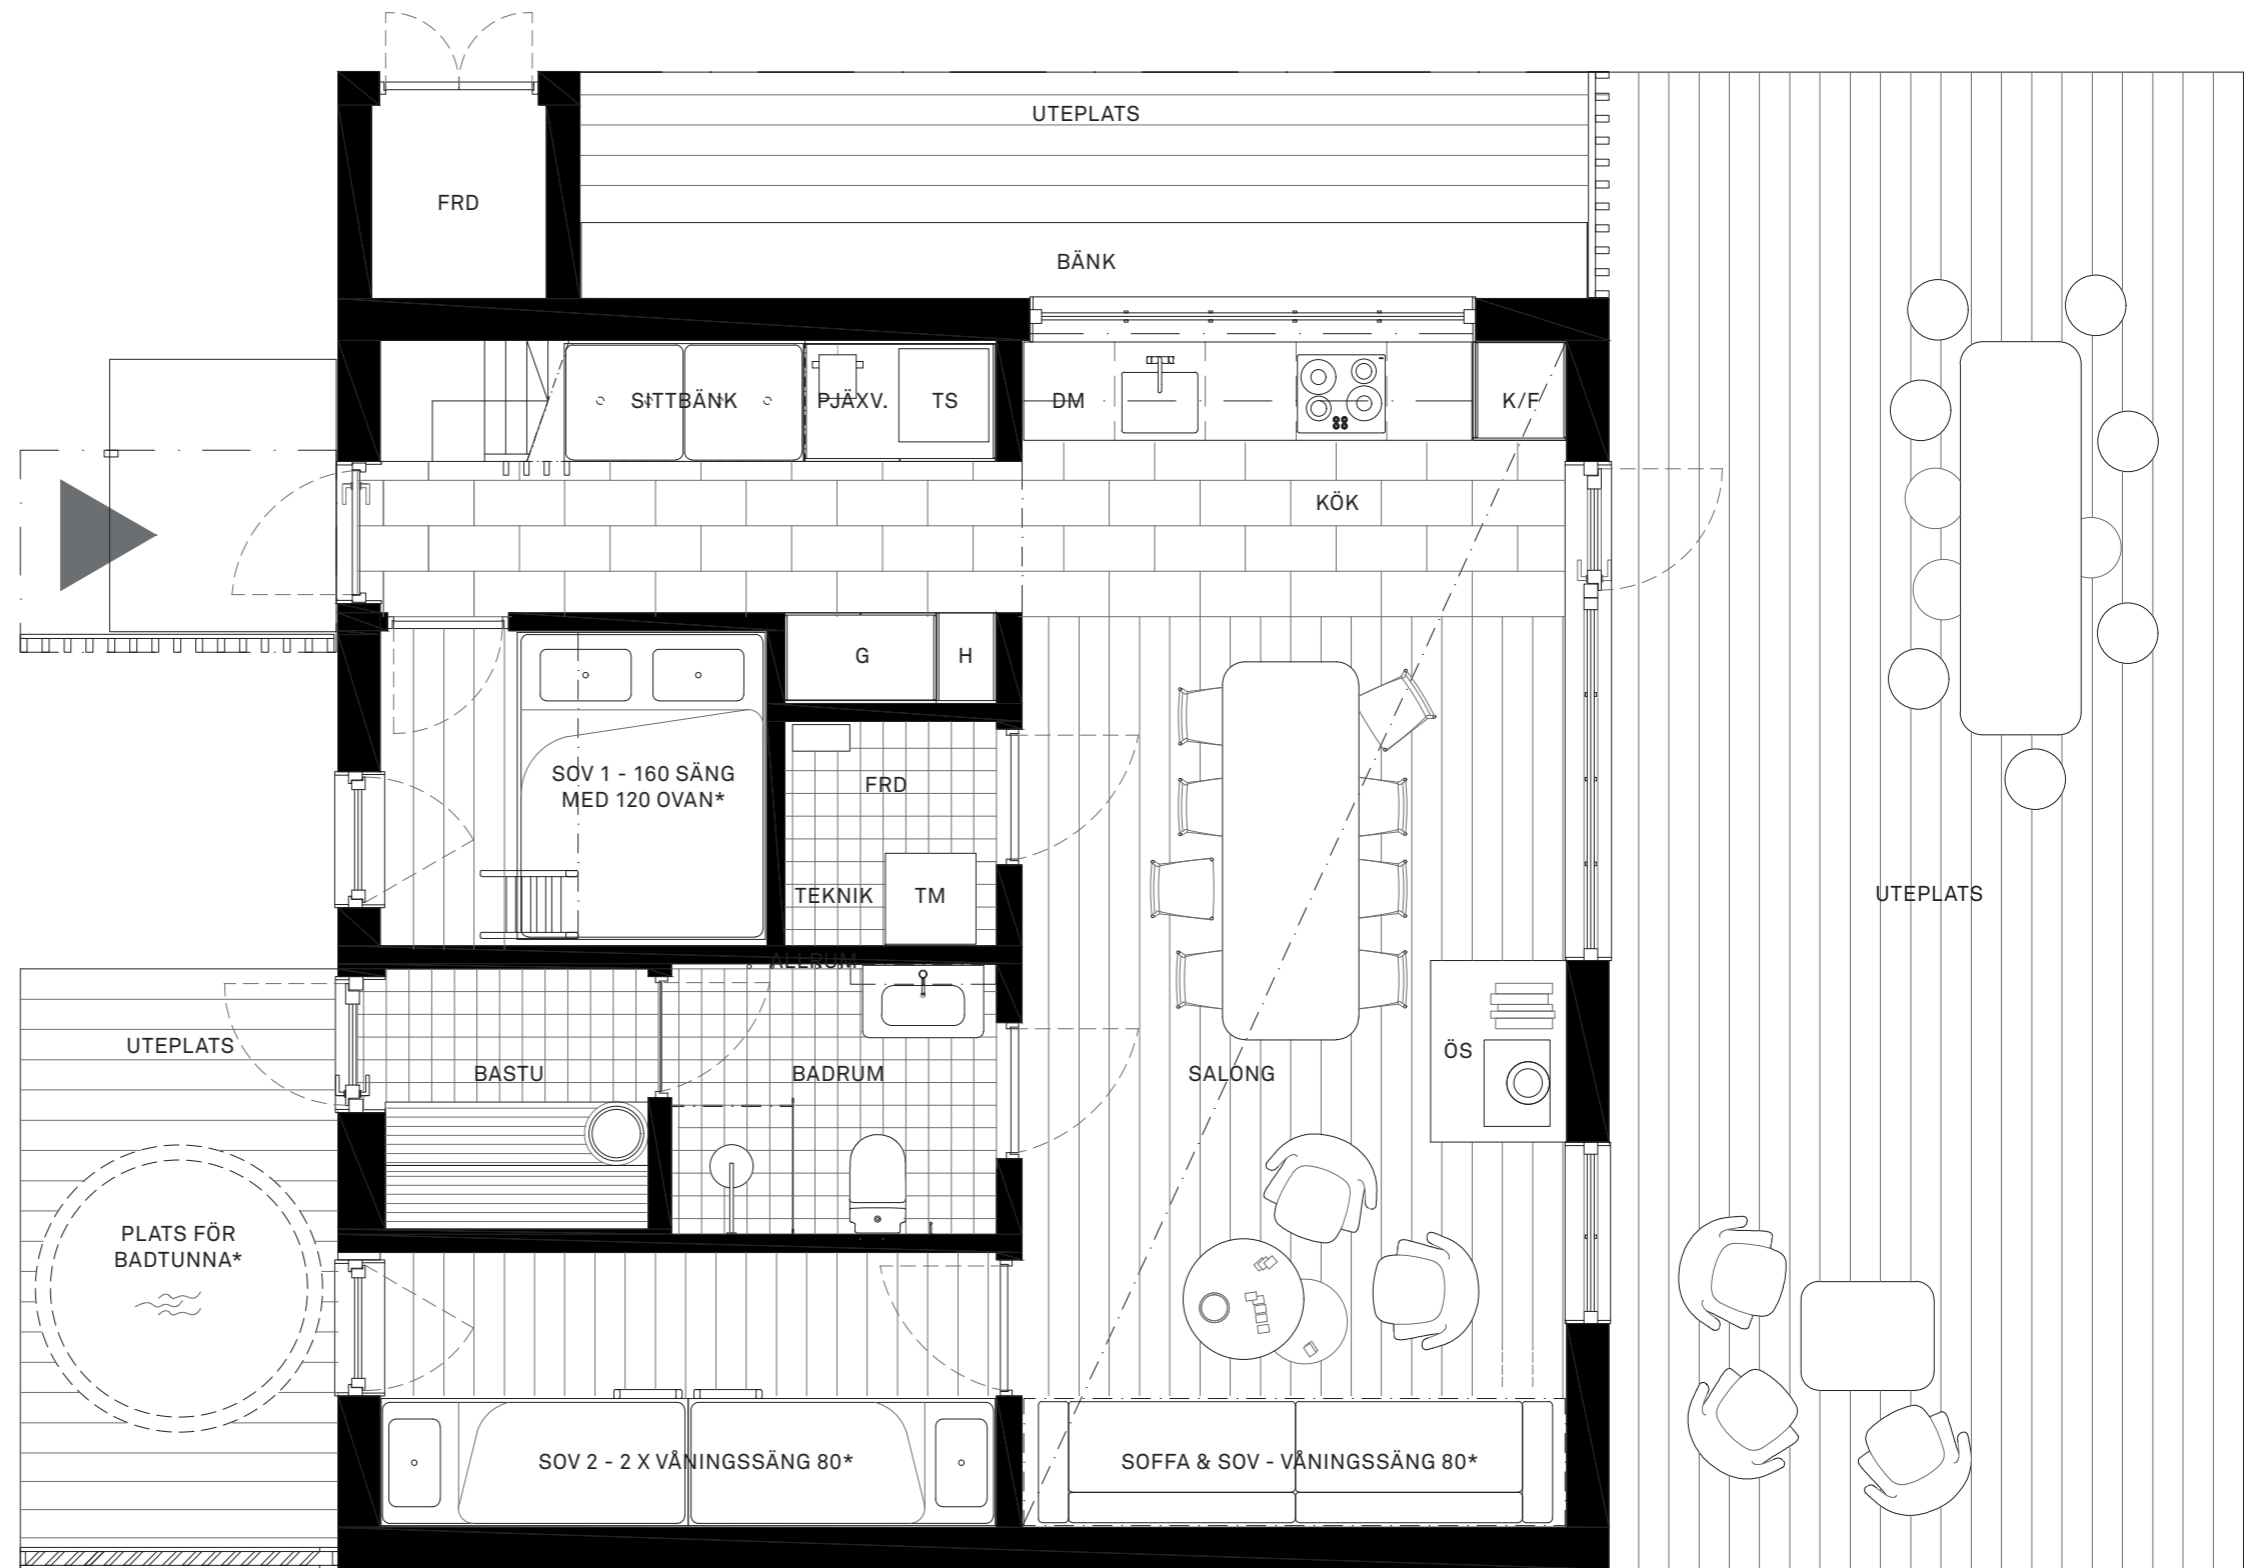 UTEPLATS
FRD
BÄNK
SITTBÄNK
PJÄXV.
TS
DM
K/F
KÖK
G
H
SOV 1 - 160 SÄNG
MED 120 OVAN*
FRD
TEKNIK
TM
UTEPLATS
ALLRUM
UTEPLATS
BASTU
BADRUM
SALONG
ÖS
PLATS FÖR
BADTUNNA*
SOV 2 - 2 X VÅNINGSSÄNG 80*
SOFFA & SOV - VÅNINGSSÄNG 80*